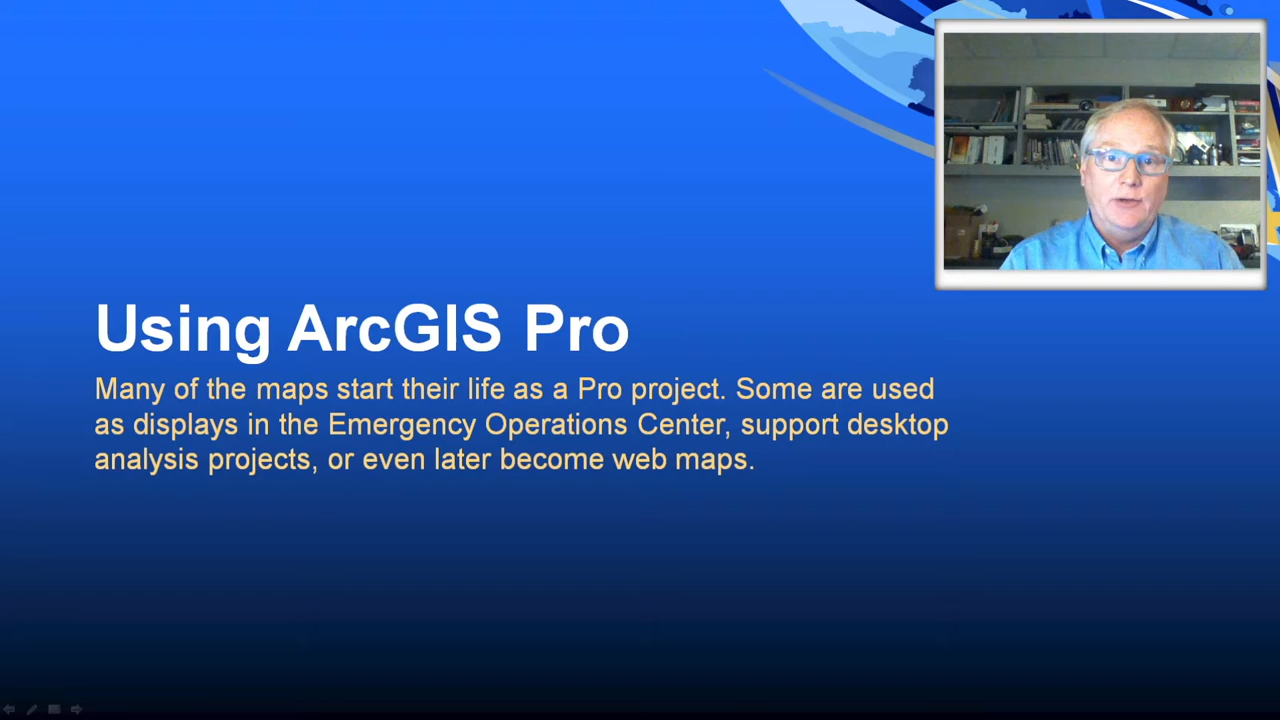 Using ArcGIS Pro
Many of the maps start their life as a Pro project. Some are used
as displays in the Emergency Operations Center, support desktop
analysis projects, or even later become web maps.